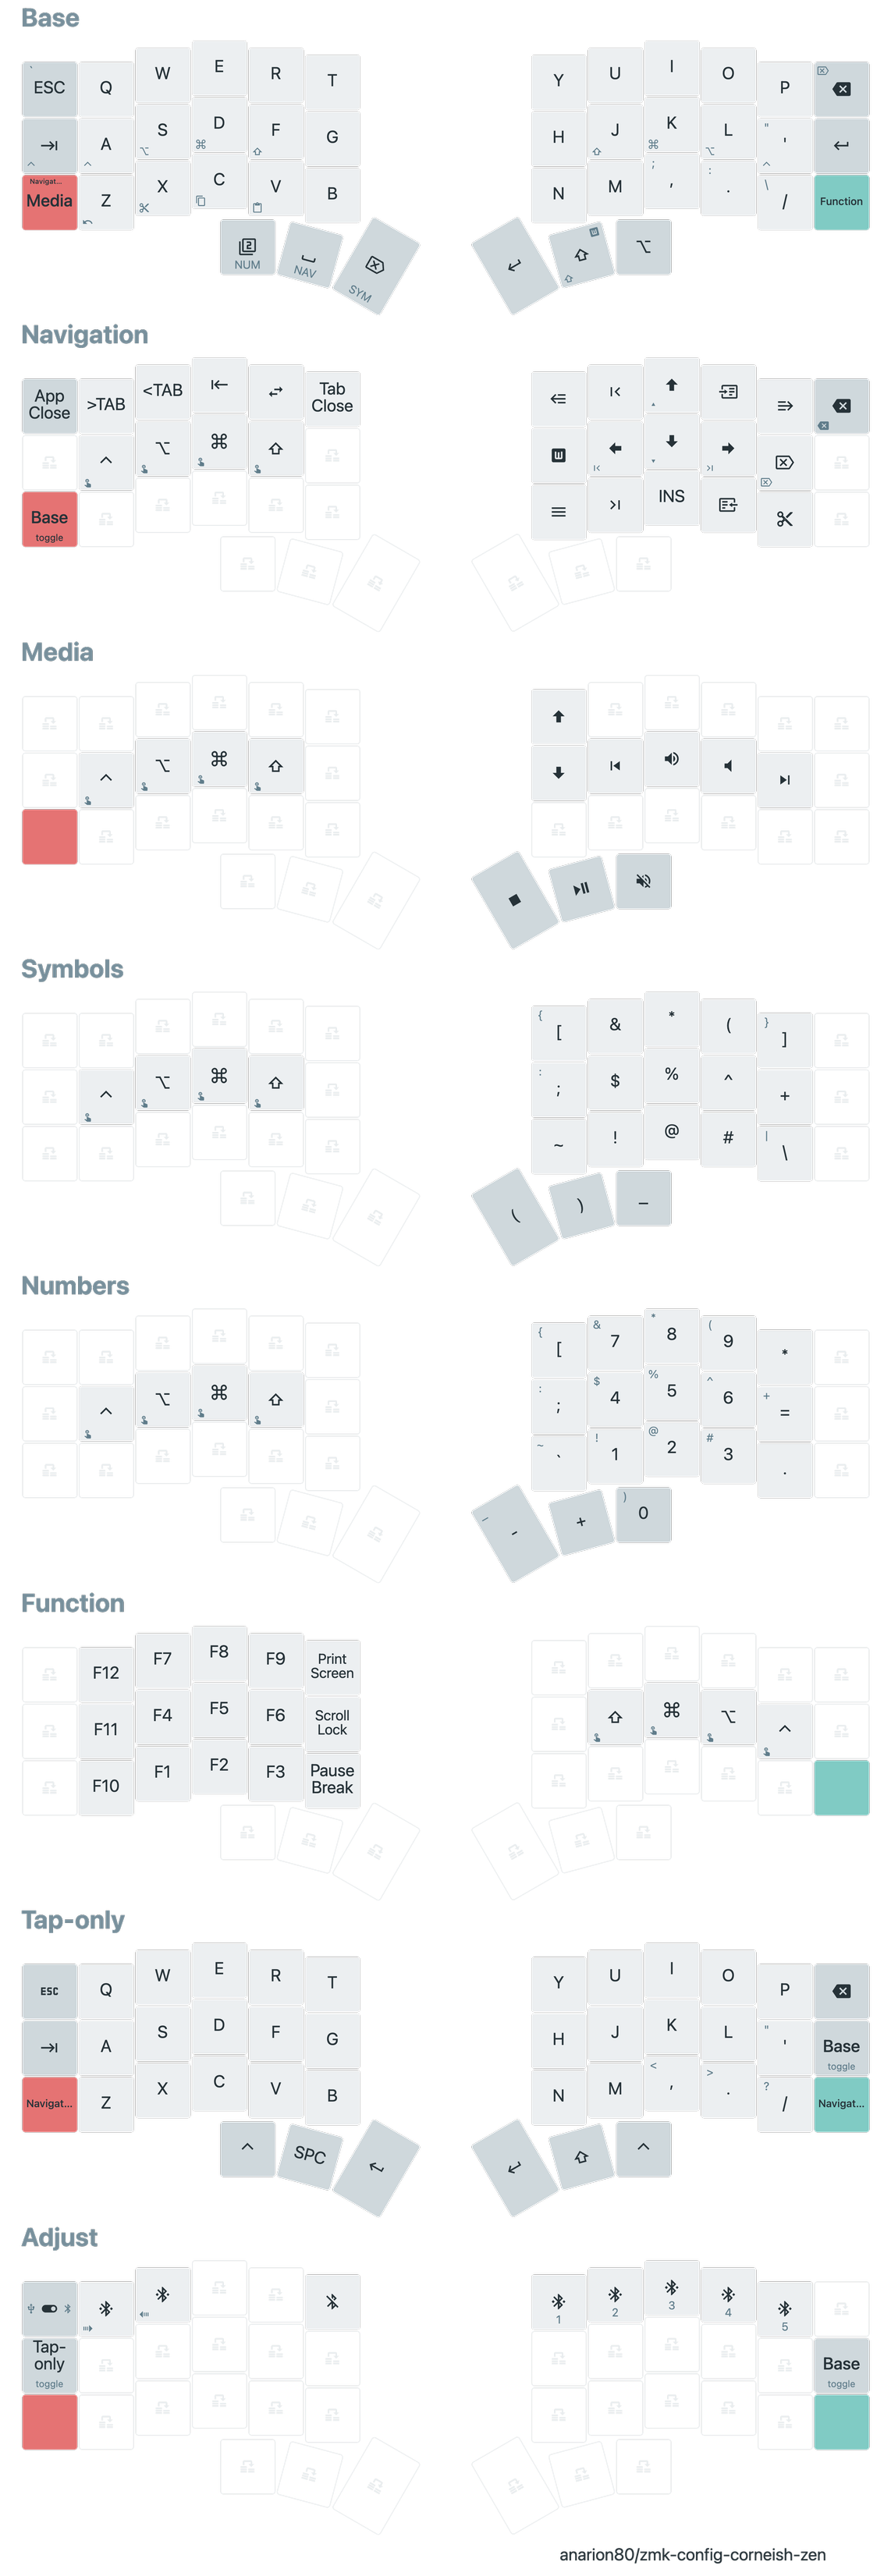 Base
` ESC Q W E R T Y U I O P
A S D F G H J K L " '
Navigat... Media Z X C V B N M ; , : . \ / Function
NUM NAV SYM
Navigation
App Close >TAB <TAB Tab Close
Base toggle INS
Media
Symbols
{ [ & * ( } ]
: ; $ % ^ +
~ ! @ # | \
( ) _
Numbers
{ [ & 7 * 8 ( 9 *
: ; $ 4 % 5 ^ 6 + =
~ ` ! 1 @ 2 # 3 .
_ - + ) 0
Function
F12 F7 F8 F9 Print Screen
F11 F4 F5 F6 Scroll Lock
F10 F1 F2 F3 Pause Break
Tap-only
ESC Q W E R T Y U I O P
A S D F G H J K L " ' Base toggle
Navigat... Z X C V B N M < , > . ? / Navigat...
SPC
Adjust
1 2 3 4 5
Tap-only toggle Base toggle
anarion80/zmk-config-corneish-zen